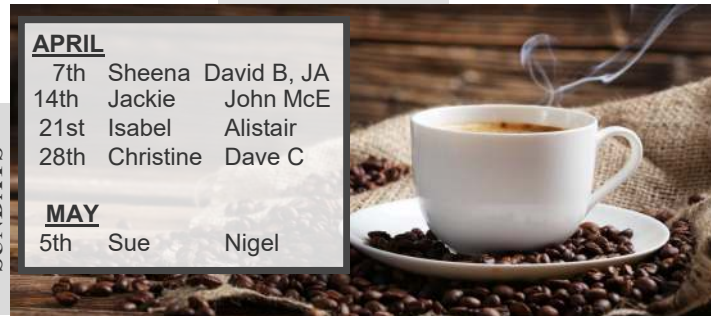 APRIL
7th Sheena David B, JA
14th Jackie John McE
21st Isabel Alistair
28th Christine Dave C
MAY
5th Sue Nigel